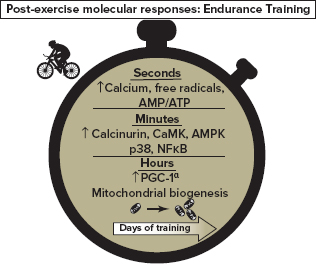 Post-exercise molecular responses: Endurance Training
Seconds
↑Calcium, free radicals,
AMP/ATP
Minutes
↑ Calcinurin, CaMK, AMPK
p38, NFκB
Hours
↑PGC-1ᵅ
Mitochondrial biogenesis
Days of training